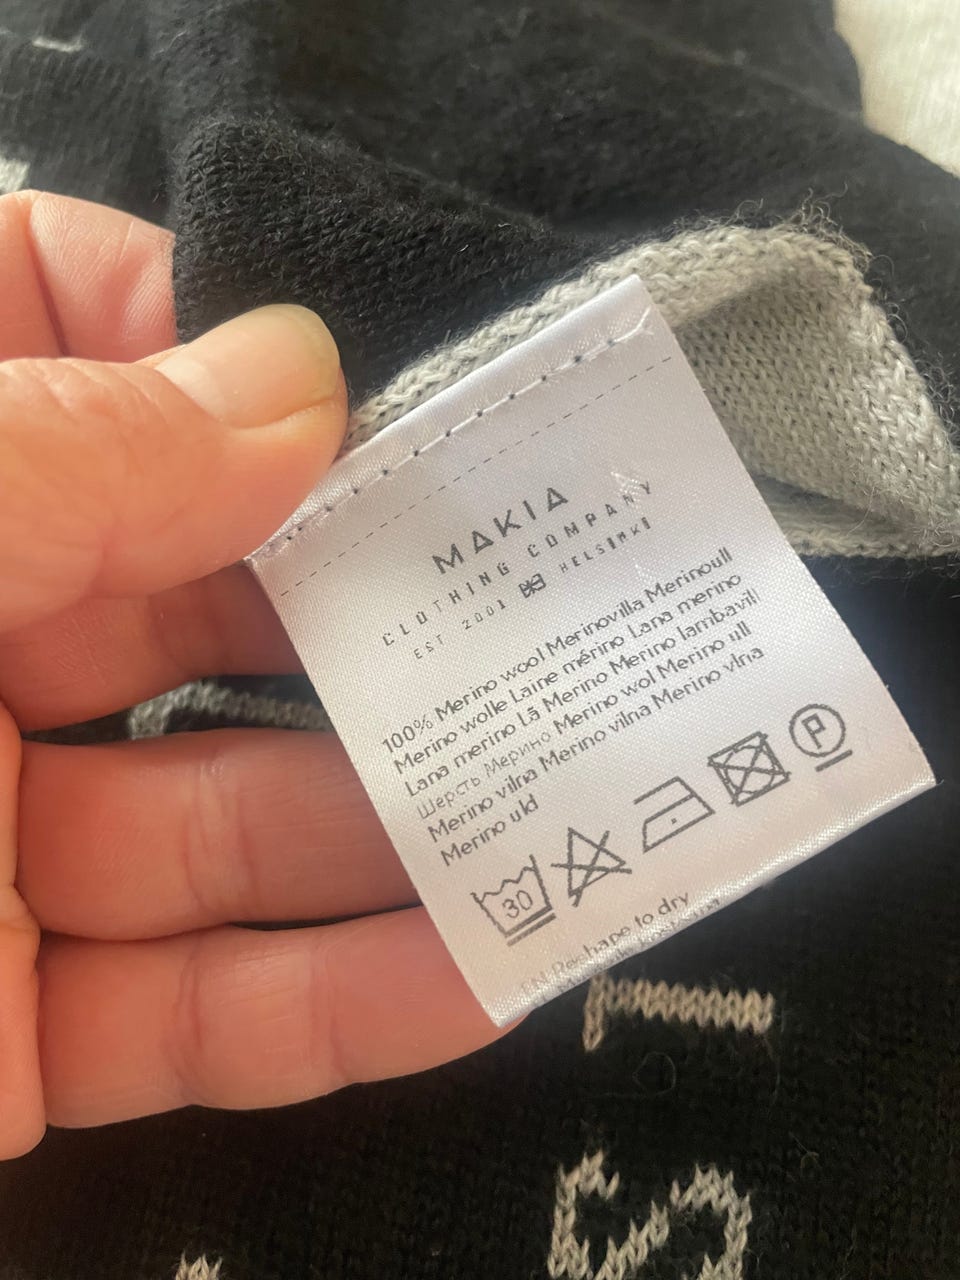 MAKIA
CLOTHING COMPANY
EST 2001 HELSINKI
100% Merino wool Merinovilla Merinoull
Merino wolle Laine mérino Lana merino
Lana merino Lã Merino Merino lambavill
Шерсть Мерино Merino wol Merino ull
Merino vilna Merino vilna Merino vlna
Merino uld
30
P
EN Reshape to dry